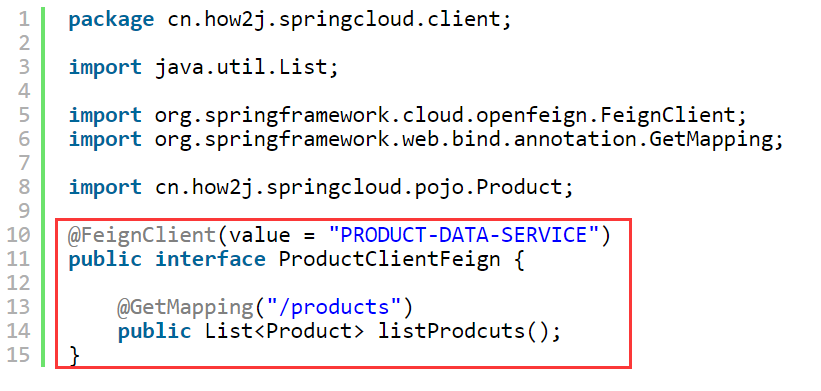 1 package cn.how2j.springcloud.client;
2
3 import java.util.List;
4
5 import org.springframework.cloud.openfeign.FeignClient;
6 import org.springframework.web.bind.annotation.GetMapping;
7
8 import cn.how2j.springcloud.pojo.Product;
9
10 @FeignClient(value = "PRODUCT-DATA-SERVICE")
11 public interface ProductClientFeign {
12
13     @GetMapping("/products")
14     public List<Product> listProdcuts();
15 }